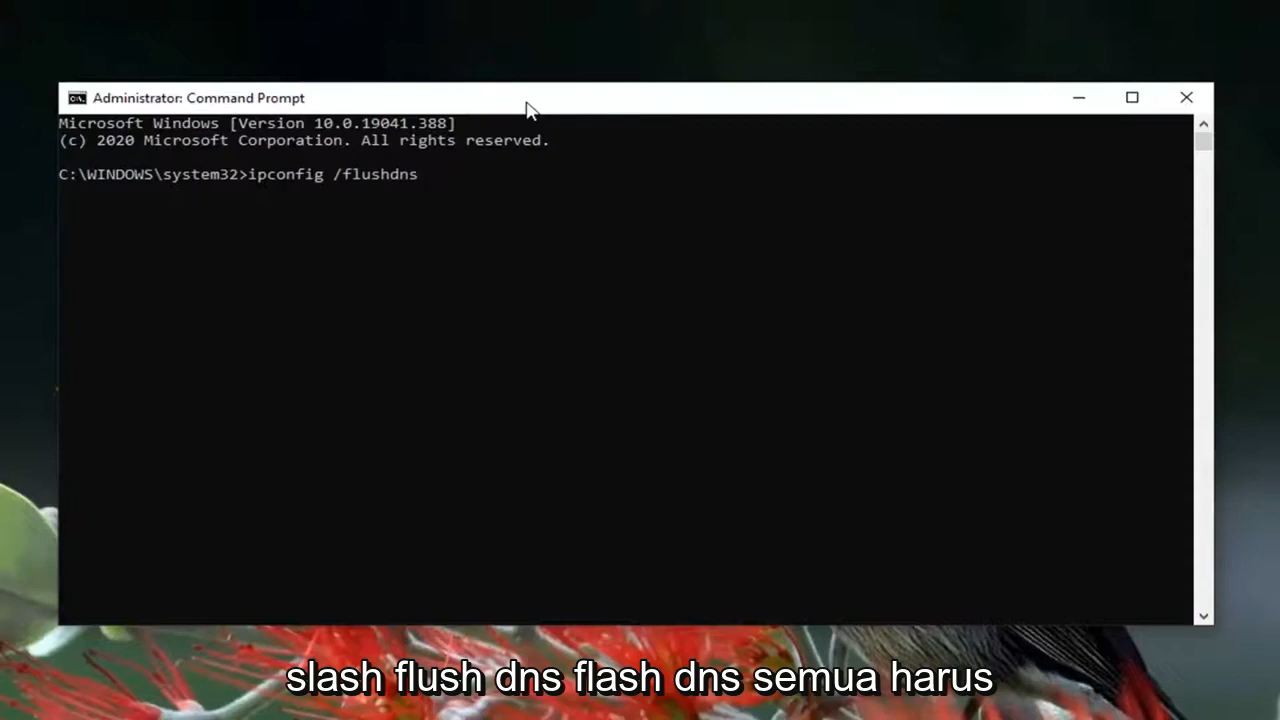 Administrator: Command Prompt
Microsoft Windows [Version 10.0.19041.388]
(c) 2020 Microsoft Corporation. All rights reserved.
C:\WINDOWS\system32>ipconfig /flushdns
slash flush dns flash dns semua harus